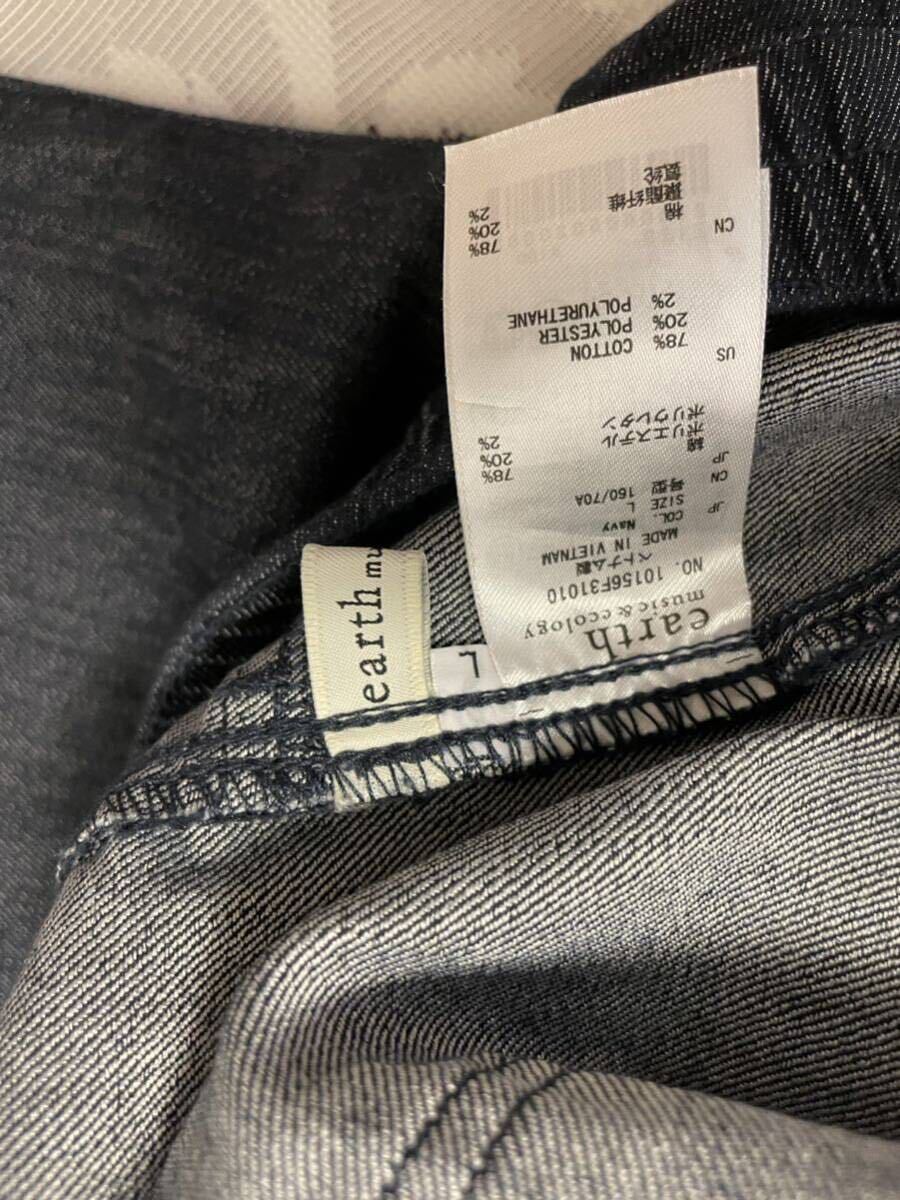 earth
music&ecology
NO. 10156F31010
ベトナム製
MADE IN VIETNAM
COL. Navy
JP SIZE L
CN 号型 160/70A
JP
綿 78%
ポリエステル 20%
ポリウレタン 2%
US
78% COTTON
20% POLYESTER
2% POLYURETHANE
CN
棉 78%
聚酯纤维 20%
氨纶 2%
earth mu
L